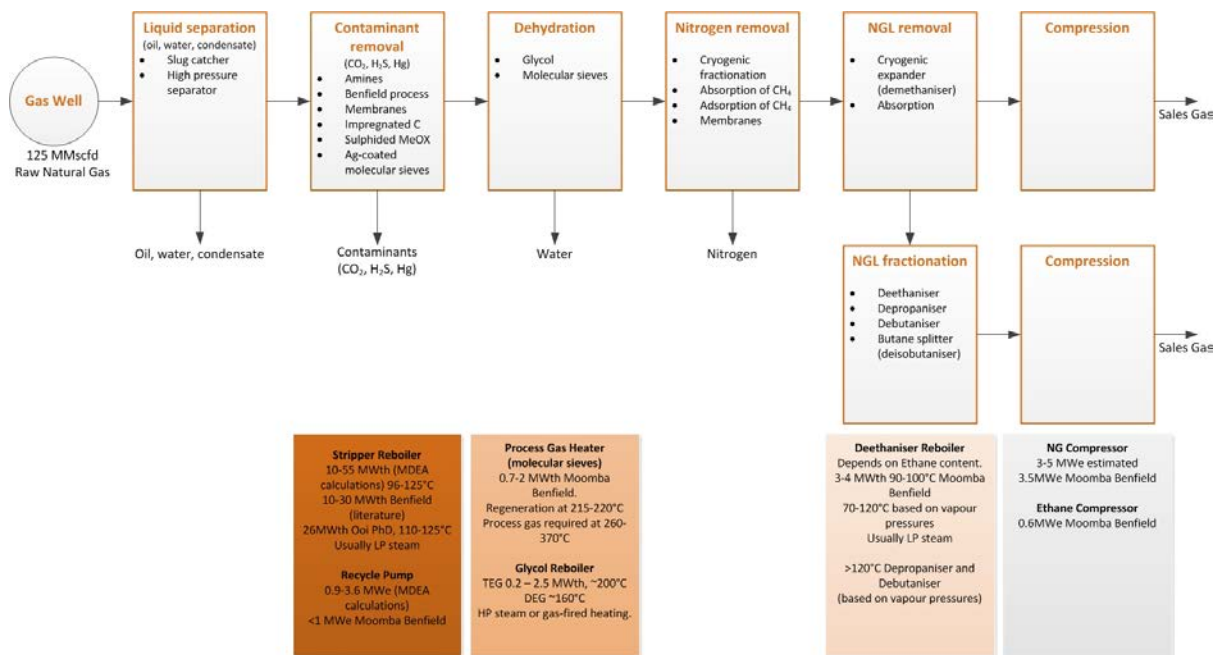 Gas Well
125 MMscfd
Raw Natural Gas
Liquid separation
(oil, water, condensate)
• Slug catcher
• High pressure
separator
Oil, water, condensate
Contaminant
removal
(CO₂, H₂S, Hg)
• Amines
• Benfield process
• Membranes
• Impregnated C
• Sulphided MeOX
• Ag-coated
molecular sieves
Contaminants
(CO₂, H₂S, Hg)
Dehydration
• Glycol
• Molecular sieves
Water
Nitrogen removal
• Cryogenic
fractionation
• Absorption of CH₄
• Adsorption of CH₄
• Membranes
Nitrogen
NGL removal
• Cryogenic
expander
(demethaniser)
• Absorption
Compression
Sales Gas
NGL fractionation
• Deethaniser
• Depropaniser
• Debutaniser
• Butane splitter
(deisobutaniser)
Compression
Sales Gas
Stripper Reboiler
10-55 MWth (MDEA
calculations) 96-125°C
10-30 MWth Benfield
(literature)
26MWth Ooi PhD, 110-125°C
Usually LP steam
Recycle Pump
0.9-3.6 MWe (MDEA
calculations)
<1 MWe Moomba Benfield
Process Gas Heater
(molecular sieves)
0.7-2 MWth Moomba
Benfield.
Regeneration at 215-220°C
Process gas required at 260-
370°C
Glycol Reboiler
TEG 0.2 – 2.5 MWth, ~200°C
DEG ~160°C
HP steam or gas-fired heating.
Deethaniser Reboiler
Depends on Ethane content.
3-4 MWth 90-100°C Moomba
Benfield
70-120°C based on vapour
pressures
Usually LP steam
>120°C Depropaniser and
Debutaniser
(based on vapour pressures)
NG Compressor
3-5 MWe estimated
3.5MWe Moomba Benfield
Ethane Compressor
0.6MWe Moomba Benfield